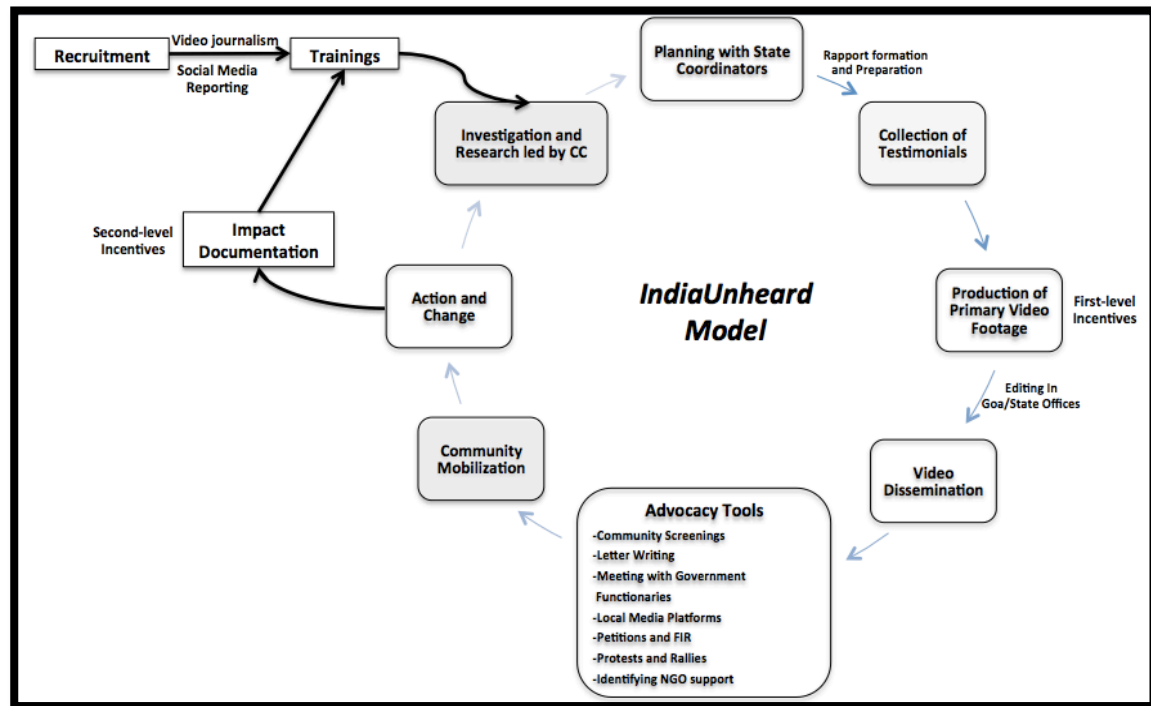 Recruitment
Video journalism
Social Media
Reporting
Trainings
Investigation and
Research led by CC
Planning with State
Coordinators
Rapport formation
and Preparation
Collection of
Testimonials
Production of
Primary Video
Footage
First-level
Incentives
Editing In
Goa/State Offices
Video
Dissemination
Advocacy Tools
-Community Screenings
-Letter Writing
-Meeting with Government
Functionaries
-Local Media Platforms
-Petitions and FIR
-Protests and Rallies
-Identifying NGO support
Community
Mobilization
Action and
Change
Second-level
Incentives
Impact
Documentation
IndiaUnheard
Model